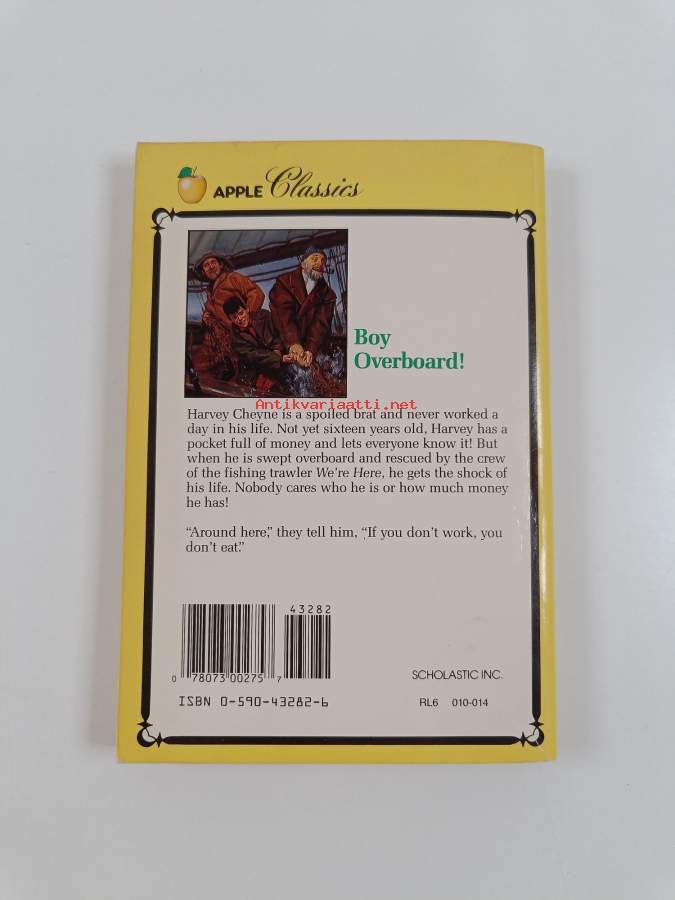 APPLE Classics
Boy
Overboard!
Antikvariaatti.net
Harvey Cheyne is a spoiled brat and never worked a
day in his life. Not yet sixteen years old, Harvey has a
pocket full of money and lets everyone know it! But
when he is swept overboard and rescued by the crew
of the fishing trawler We're Here, he gets the shock of
his life. Nobody cares who he is or how much money
he has!
“Around here,” they tell him, “If you don't work, you
don't eat.”
43282
0 78073 00275 7
ISBN 0-590-43282-6
SCHOLASTIC INC.
RL6 010-014